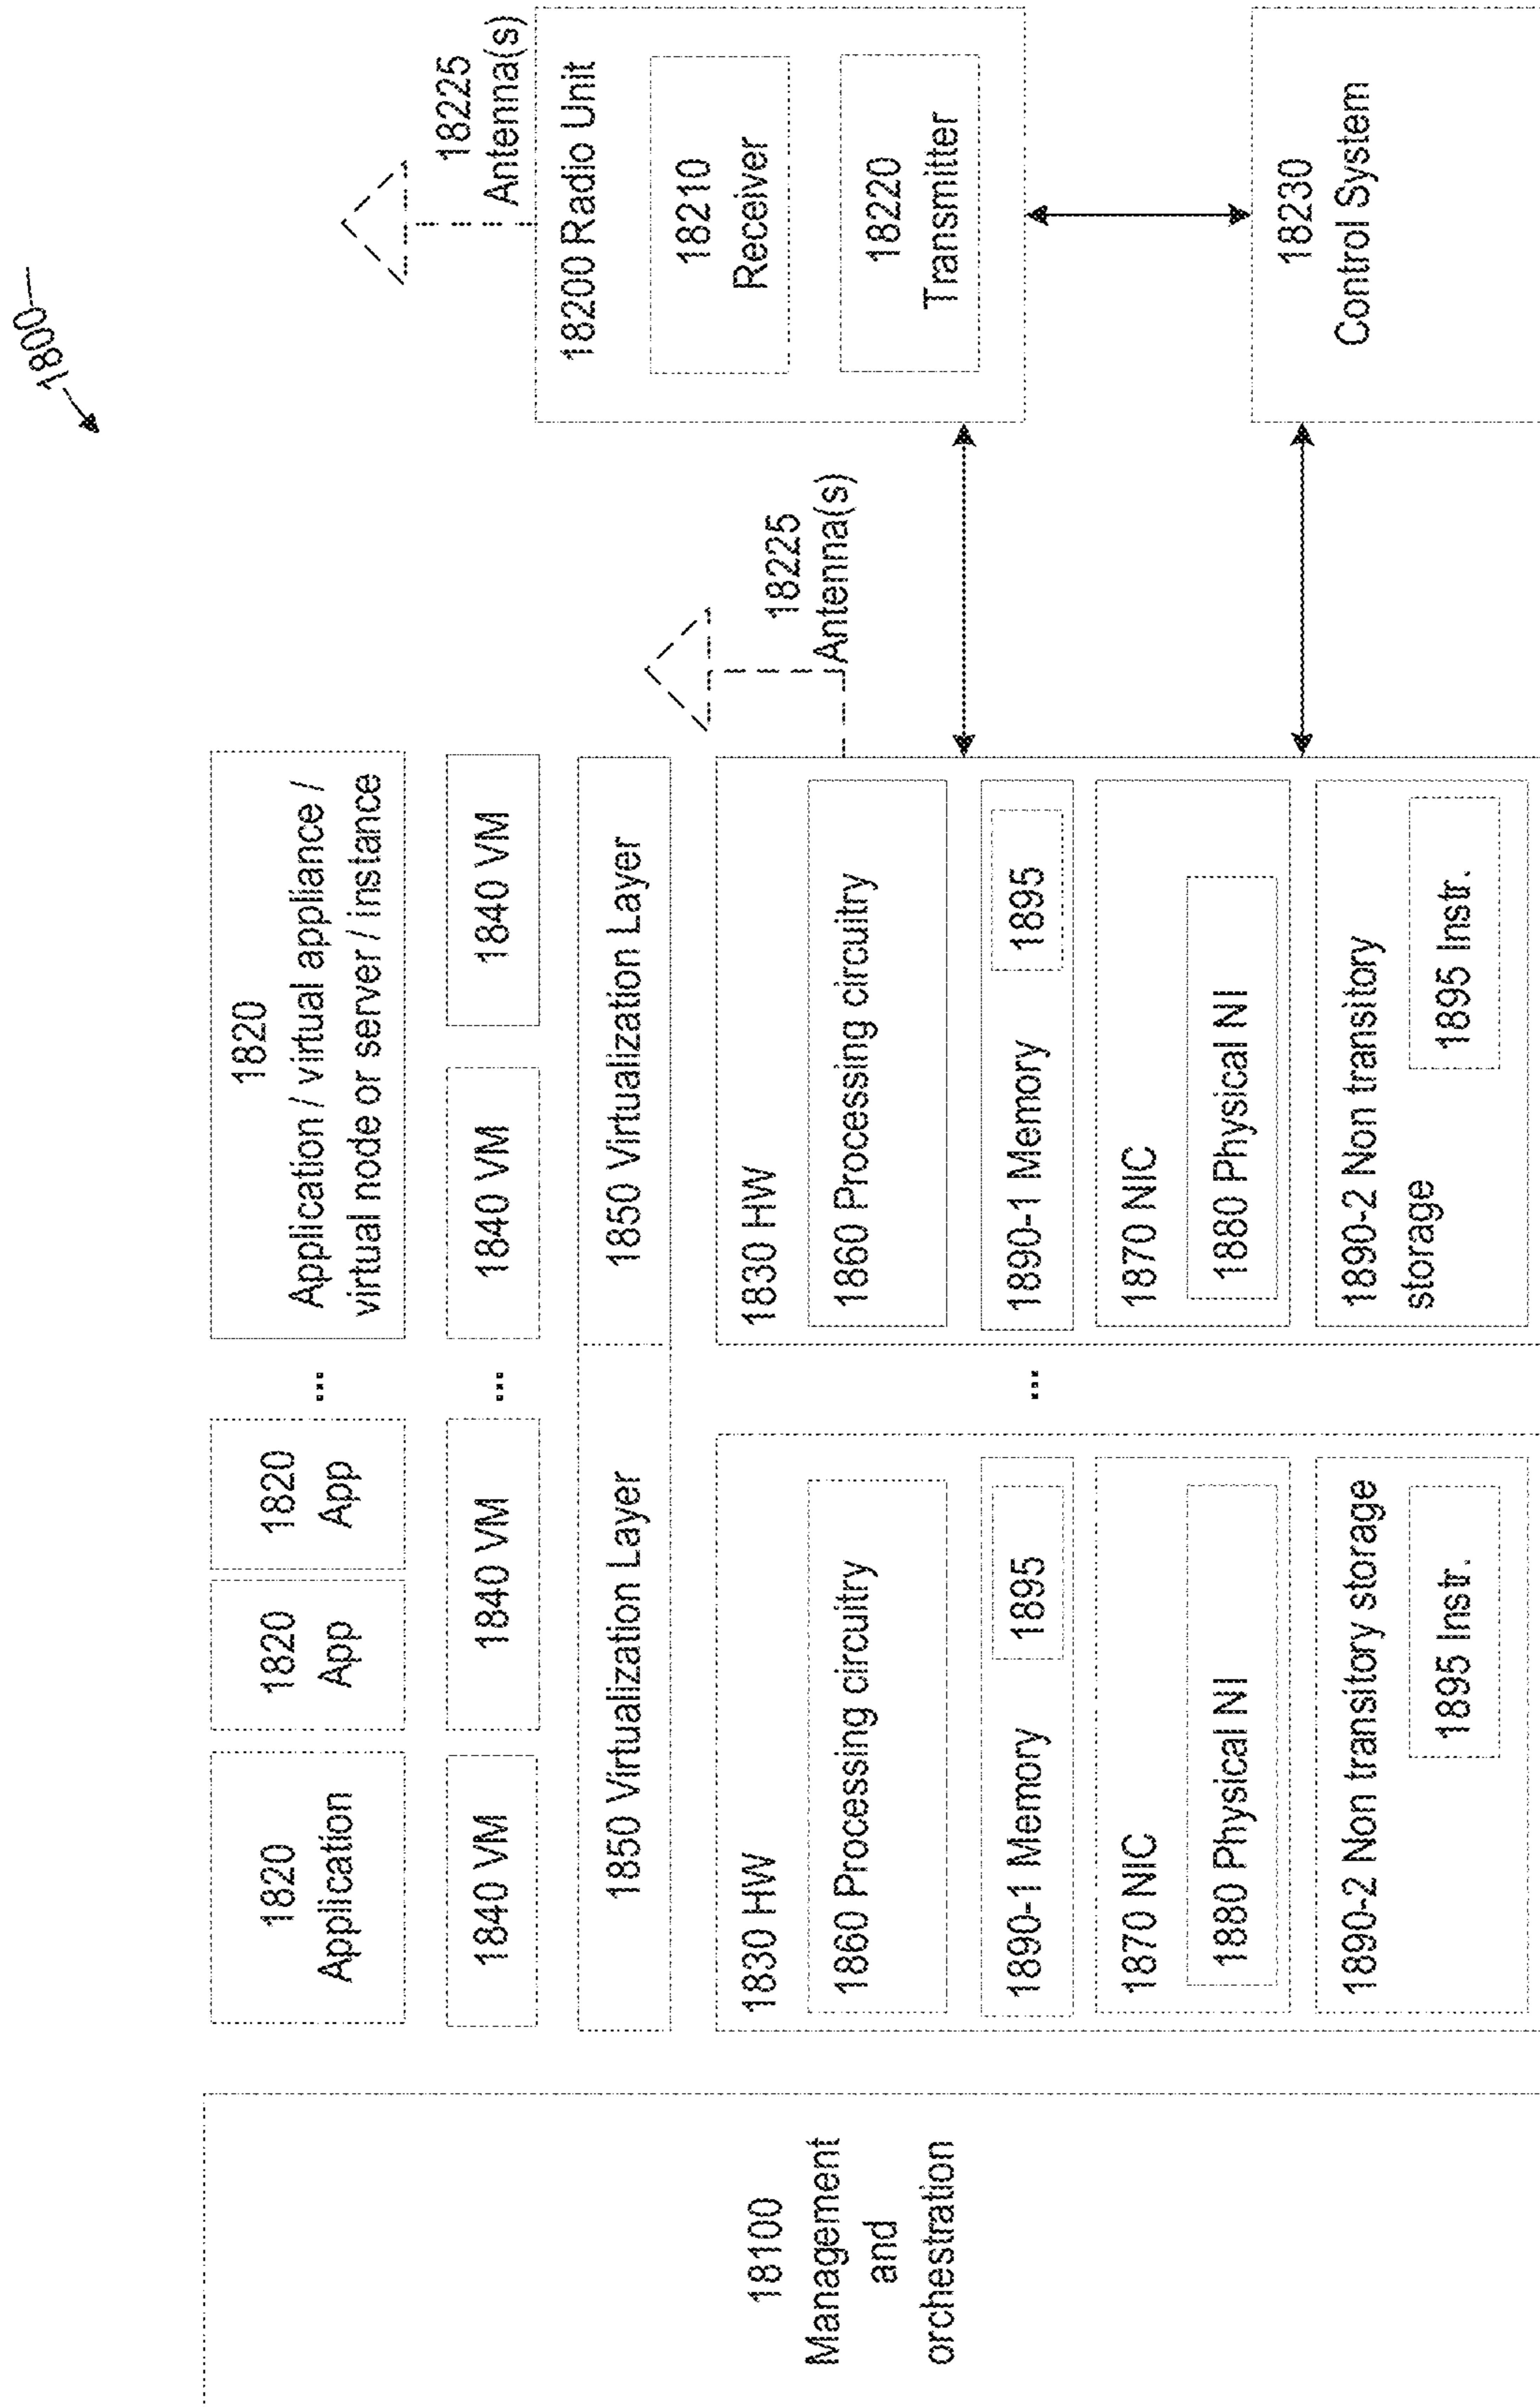 1800
18100
Management
and
orchestration
1820
Application
1820
App
1820
App
...
1820
Application / virtual appliance /
virtual node or server / instance
1840 VM
1840 VM
...
1840 VM
1840 VM
1850 Virtualization Layer
1850 Virtualization Layer
1830 HW
1860 Processing circuitry
1890-1 Memory
1895
1870 NIC
1880 Physical NI
1890-2 Non transitory storage
1895 Instr.
...
1830 HW
1860 Processing circuitry
1890-1 Memory
1895
1870 NIC
1880 Physical NI
1890-2 Non transitory
storage
1895 Instr.
18225
Antenna(s)
18225
Antenna(s)
18200 Radio Unit
18210
Receiver
18220
Transmitter
18230
Control System